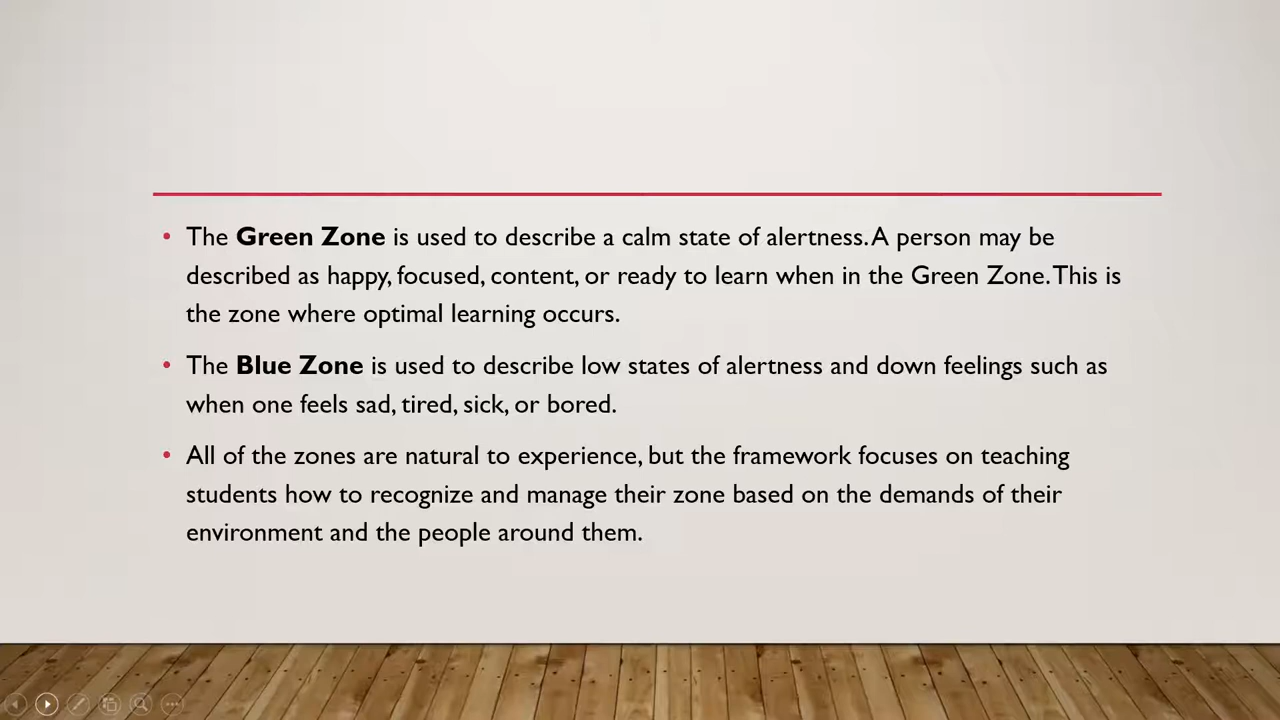 • The Green Zone is used to describe a calm state of alertness. A person may be
described as happy, focused, content, or ready to learn when in the Green Zone. This is
the zone where optimal learning occurs.
• The Blue Zone is used to describe low states of alertness and down feelings such as
when one feels sad, tired, sick, or bored.
• All of the zones are natural to experience, but the framework focuses on teaching
students how to recognize and manage their zone based on the demands of their
environment and the people around them.